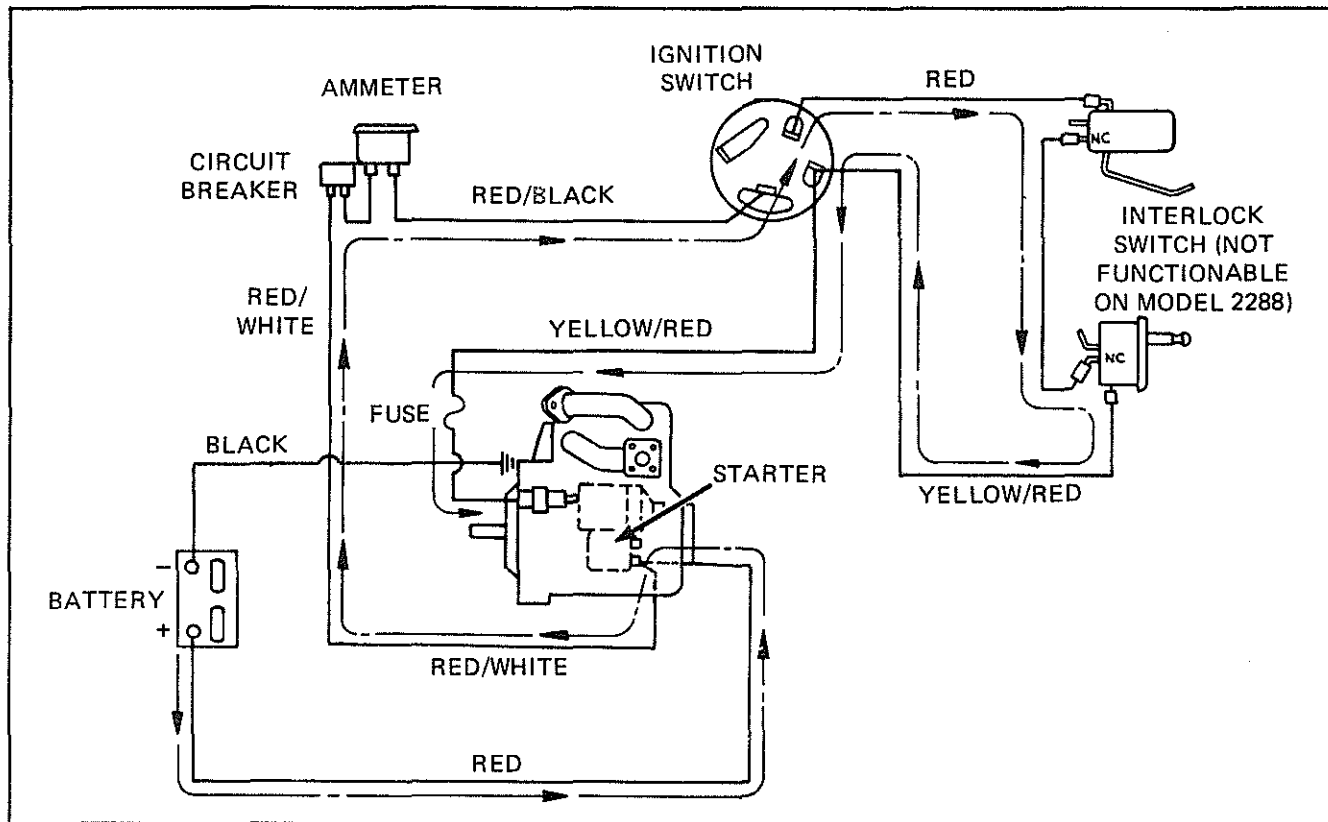 IGNITION
SWITCH
RED
AMMETER
CIRCUIT
BREAKER
NC
RED/BLACK
INTERLOCK
SWITCH (NOT
FUNCTIONABLE
ON MODEL 2288)
RED/
WHITE
YELLOW/RED
NC
FUSE
BLACK
STARTER
YELLOW/RED
−
BATTERY
+
RED/WHITE
RED